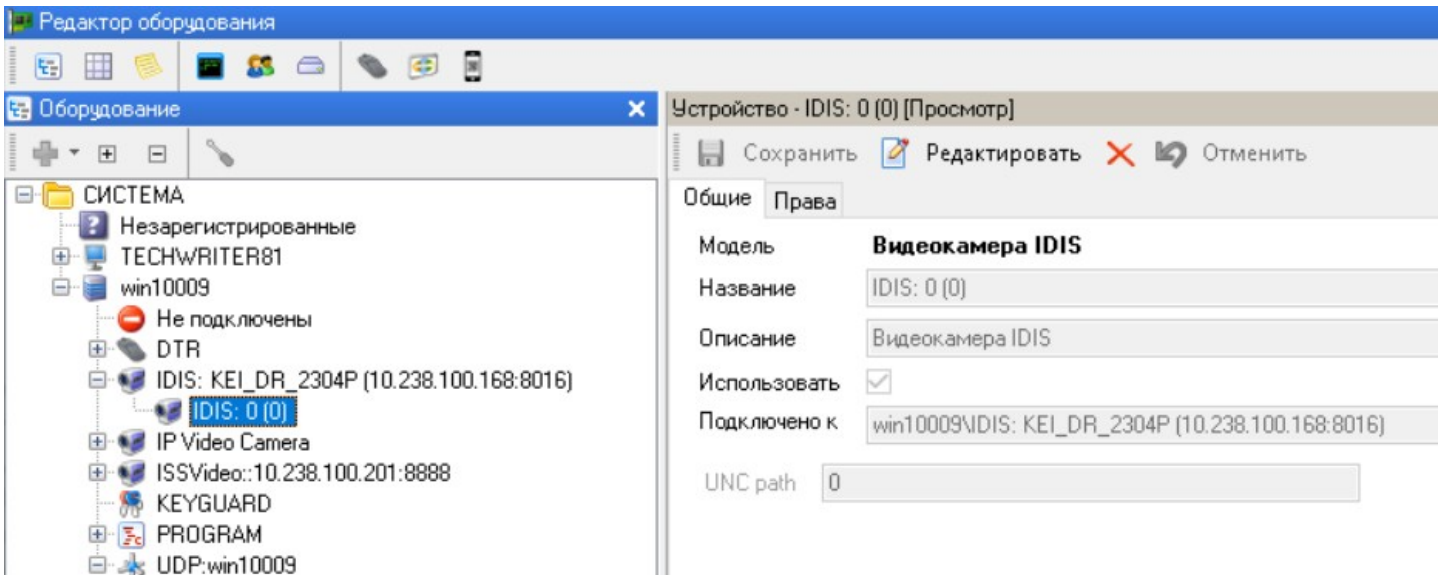 Редактор оборудования
Оборудование
СИСТЕМА
Незарегистрированные
TECHWRITER81
win10009
Не подключены
DTR
IDIS: KEI_DR_2304P (10.238.100.168:8016)
IDIS: 0 (0)
IP Video Camera
ISSVideo::10.238.100.201:8888
KEYGUARD
PROGRAM
UDP:win10009
Устройство - IDIS: 0 (0) [Просмотр]
Сохранить Редактировать Отменить
Общие Права
Модель Видеокамера IDIS
Название IDIS: 0 (0)
Описание Видеокамера IDIS
Использовать
Подключено к win10009\IDIS: KEI_DR_2304P (10.238.100.168:8016)
UNC path 0